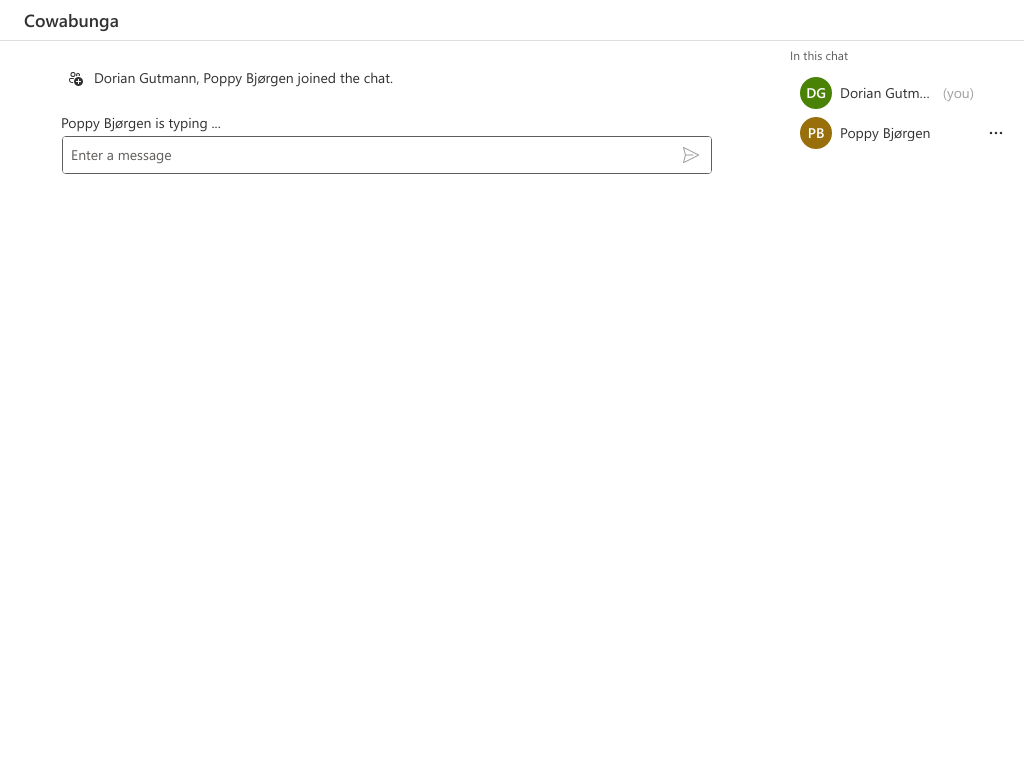 Cowabunga
Dorian Gutmann, Poppy Bjørgen joined the chat.
Poppy Bjørgen is typing ...
Enter a message
In this chat
DG Dorian Gutm... (you)
PB Poppy Bjørgen